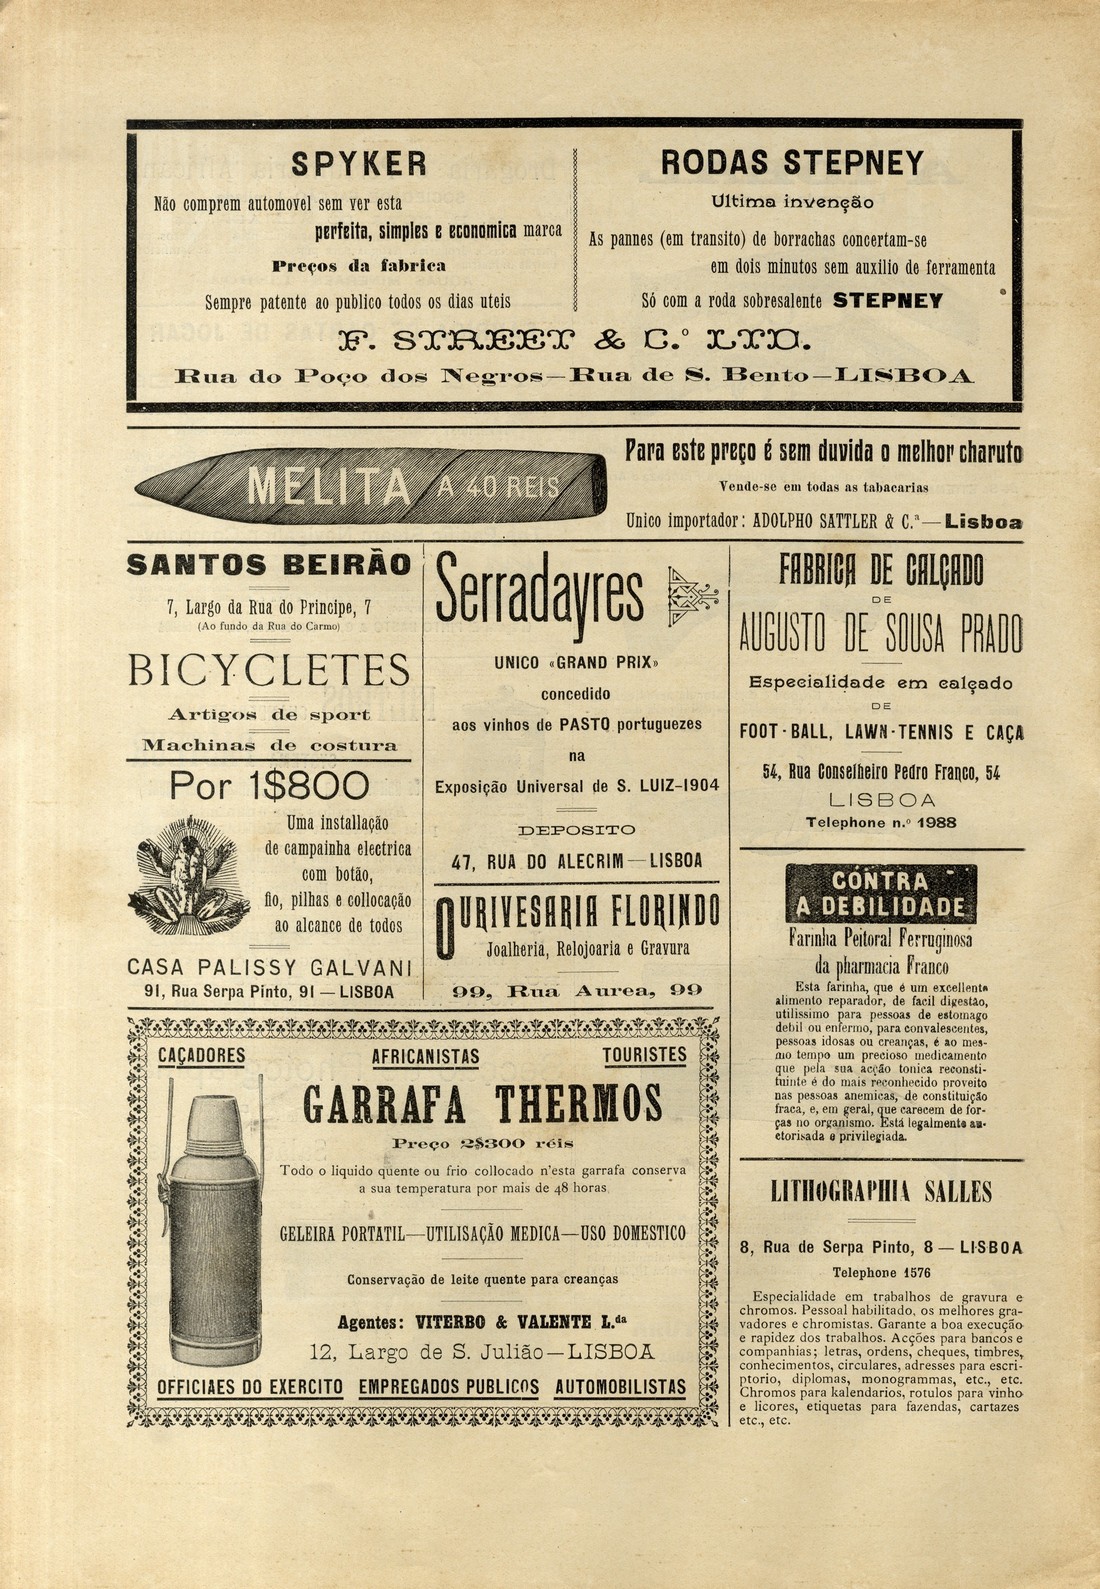 SPYKER
Não comprem automovel sem ver esta
perfeita, simples e economica marca
Preços da fabrica
Sempre patente ao publico todos os dias uteis
RODAS STEPNEY
Ultima invenção
As pannes (em transito) de borrachas concertam-se
em dois minutos sem auxilio de ferramenta
Só com a roda sobresalente STEPNEY
F. STREET & C.º LTD.
Rua do Poço dos Negros—Rua de S. Bento—LISBOA
MELITA A 40 REIS
Para este preço é sem duvida o melhor charuto
Vende-se em todas as tabacarias
Unico importador: ADOLPHO SATTLER & C.ª—Lisboa
SANTOS BEIRÃO
7, Largo da Rua do Principe, 7
(Ao fundo da Rua do Carmo)
BICYCLETES
Artigos de sport
Machinas de costura
Por 1$800
Uma installação
de campainha electrica
com botão,
fio, pilhas e collocação
ao alcance de todos
CASA PALISSY GALVANI
91, Rua Serpa Pinto, 91 — LISBOA
Serradayres
UNICO «GRAND PRIX»
concedido
aos vinhos de PASTO portuguezes
na
Exposição Universal de S. LUIZ-1904
DEPOSITO
47, RUA DO ALECRIM—LISBOA
OURIVESARIA FLORINDO
Joalheria, Relojoaria e Gravura
99, Rua Aurea, 99
FABRICA DE CALÇADO
DE
AUGUSTO DE SOUSA PRADO
Especialidade em calçado
DE
FOOT-BALL, LAWN-TENNIS E CAÇA
54, Rua Conselheiro Pedro Franco, 54
LISBOA
Telephone n.º 1988
CONTRA
A DEBILIDADE
Farinha Peitoral Ferruginosa
da pharmacia Franco
Esta farinha, que é um excellente
alimento reparador, de facil digestão,
utilissimo para pessoas de estomago
debil ou enfermo, para convalescentes,
pessoas idosas ou creanças, é ao mes-
mo tempo um precioso medicamento
que pela sua acção tonica reconsti-
tuinte é do mais reconhecido proveito
nas pessoas anemicas, de constituição
fraca, e, em geral, que carecem de for-
ças no organismo. Está legalmente au-
ctorisada e privilegiada.
LITHOGRAPHIA SALLES
8, Rua de Serpa Pinto, 8 — LISBOA
Telephone 1576
Especialidade em trabalhos de gravura e
chromos. Pessoal habilitado, os melhores gra-
vadores e chromistas. Garante a boa execução
e rapidez dos trabalhos. Acções para bancos e
companhias; letras, ordens, cheques, timbres,
conhecimentos, circulares, adresses para escri-
ptorio, diplomas, monogrammas, etc., etc.
Chromos para kalendarios, rotulos para vinho
e licores, etiquetas para fazendas, cartazes
etc., etc.
CAÇADORES AFRICANISTAS TOURISTES
GARRAFA THERMOS
Preço 2$300 réis
Todo o liquido quente ou frio collocado n'esta garrafa conserva
a sua temperatura por mais de 48 horas
GELEIRA PORTATIL—UTILISAÇÃO MEDICA—USO DOMESTICO
Conservação de leite quente para creanças
Agentes: VITERBO & VALENTE L.da
12, Largo de S. Julião—LISBOA
OFFICIAES DO EXERCITO EMPREGADOS PUBLICOS AUTOMOBILISTAS